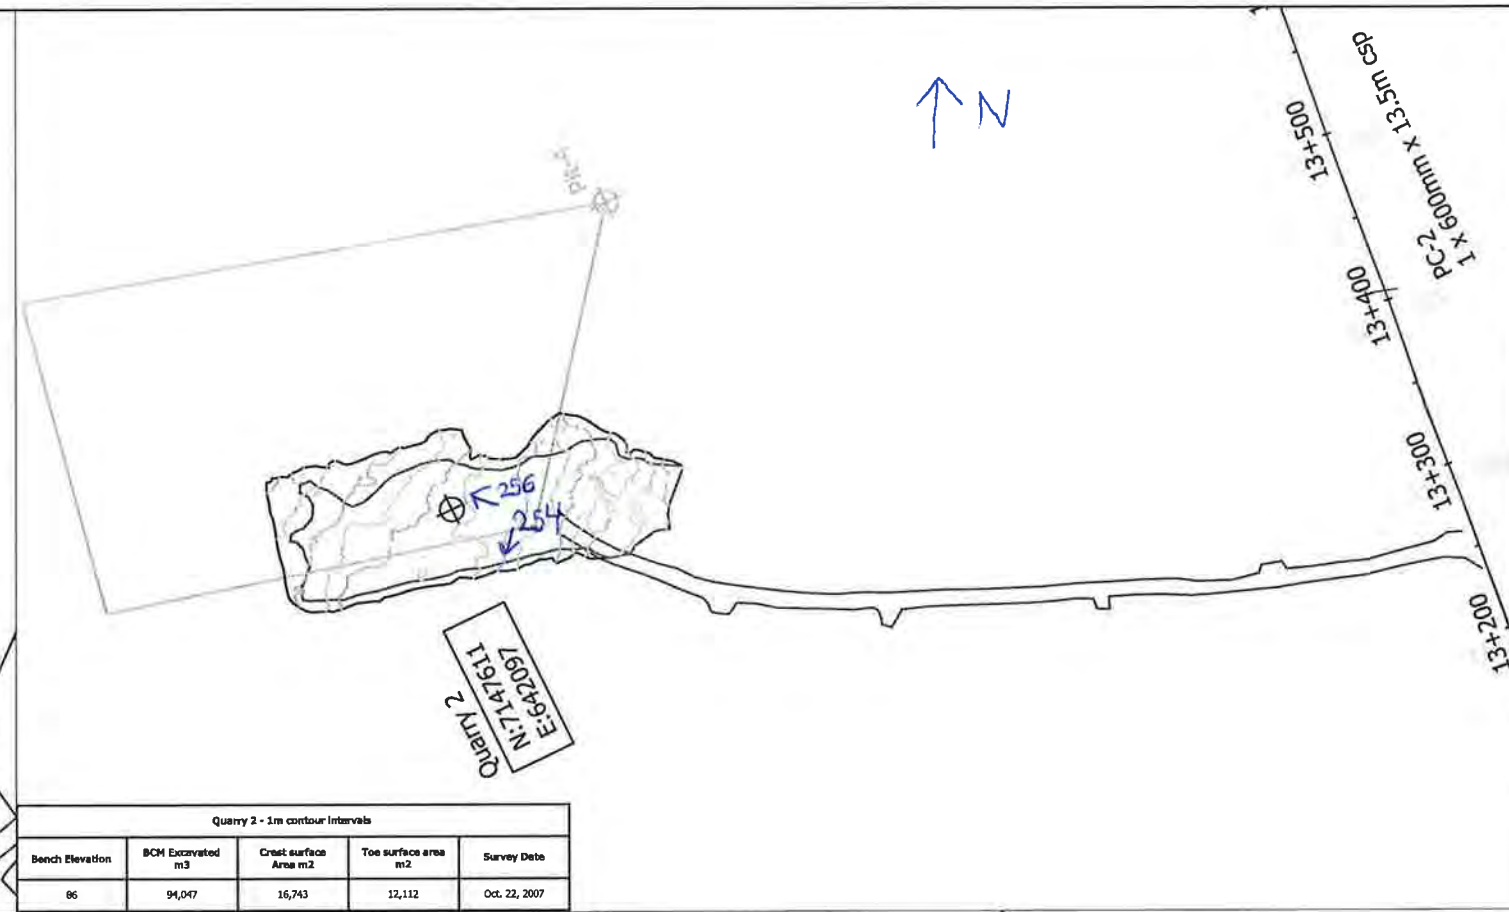 N
13+500
PC-2
1 x 600mm x 13.5m csp
13+400
13+300
13+200
256
254
Quarry 2
N:7147611
E:642097
Quarry 2 - 1m contour intervals
Bench Elevation
BCM Excavated m3
Crest surface Area m2
Toe surface area m2
Survey Date
86
94,047
16,743
12,112
Oct. 22, 2007